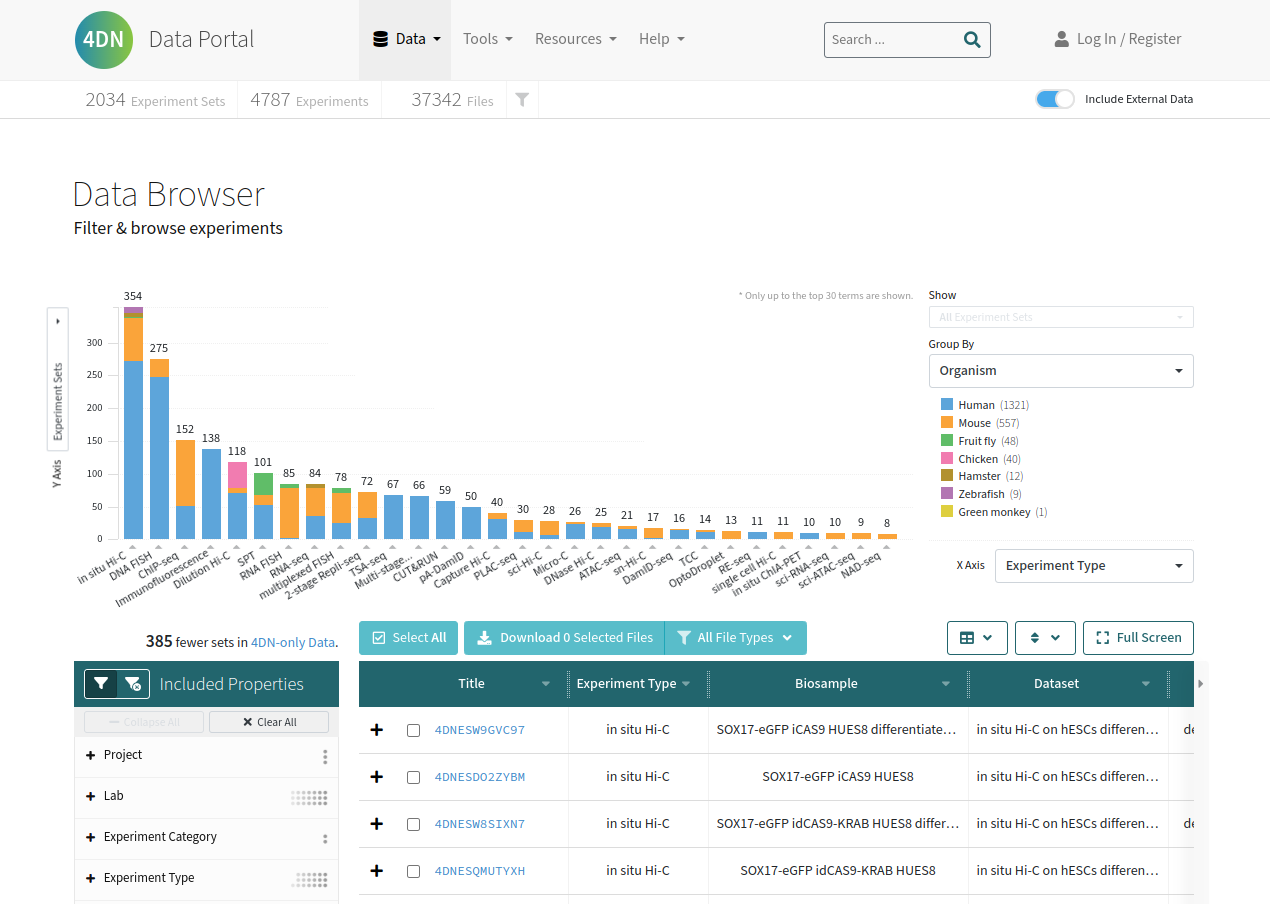 4DN Data Portal
Data
Tools
Resources
Help
Search ...
Log In / Register
2034 Experiment Sets
4787 Experiments
37342 Files
Include External Data
Data Browser
Filter & browse experiments
* Only up to the top 30 terms are shown.
Y Axis
Experiment Sets
300
250
200
150
100
50
0
354
275
152
138
118
101
85
84
78
72
67
66
59
50
40
30
28
26
25
21
17
16
14
13
11
11
10
10
9
8
in situ Hi-C
DNA FISH
ChIP-seq
Immunofluorescence
Dilution Hi-C
SPT
RNA FISH
RNA-seq
multiplexed FISH
2-stage Repli-seq
TSA-seq
Multi-stage...
CUT&RUN
pA-DamID
Capture Hi-C
PLAC-seq
sci-Hi-C
Micro-C
DNase Hi-C
ATAC-seq
sn-Hi-C
DamID-seq
TCC
OptoDroplet
RE-seq
single cell Hi-C
in situ ChIA-PET
sci-RNA-seq
sci-ATAC-seq
NAD-seq
Show
All Experiment Sets
Group By
Organism
Human (1321)
Mouse (557)
Fruit fly (48)
Chicken (40)
Hamster (12)
Zebrafish (9)
Green monkey (1)
X Axis
Experiment Type
385 fewer sets in 4DN-only Data.
Select All
Download 0 Selected Files
All File Types
Full Screen
Included Properties
Collapse All
Clear All
Project
Lab
Experiment Category
Experiment Type
Title
Experiment Type
Biosample
Dataset
4DNESW9GVC97 in situ Hi-C SOX17-eGFP iCAS9 HUES8 differentiate… in situ Hi-C on hESCs differen… de
4DNESDO2ZYBM in situ Hi-C SOX17-eGFP iCAS9 HUES8 in situ Hi-C on hESCs differen…
4DNESW8SIXN7 in situ Hi-C SOX17-eGFP idCAS9-KRAB HUES8 differ… in situ Hi-C on hESCs differen… de
4DNESQMUTYXH in situ Hi-C SOX17-eGFP idCAS9-KRAB HUES8 in situ Hi-C on hESCs differen…